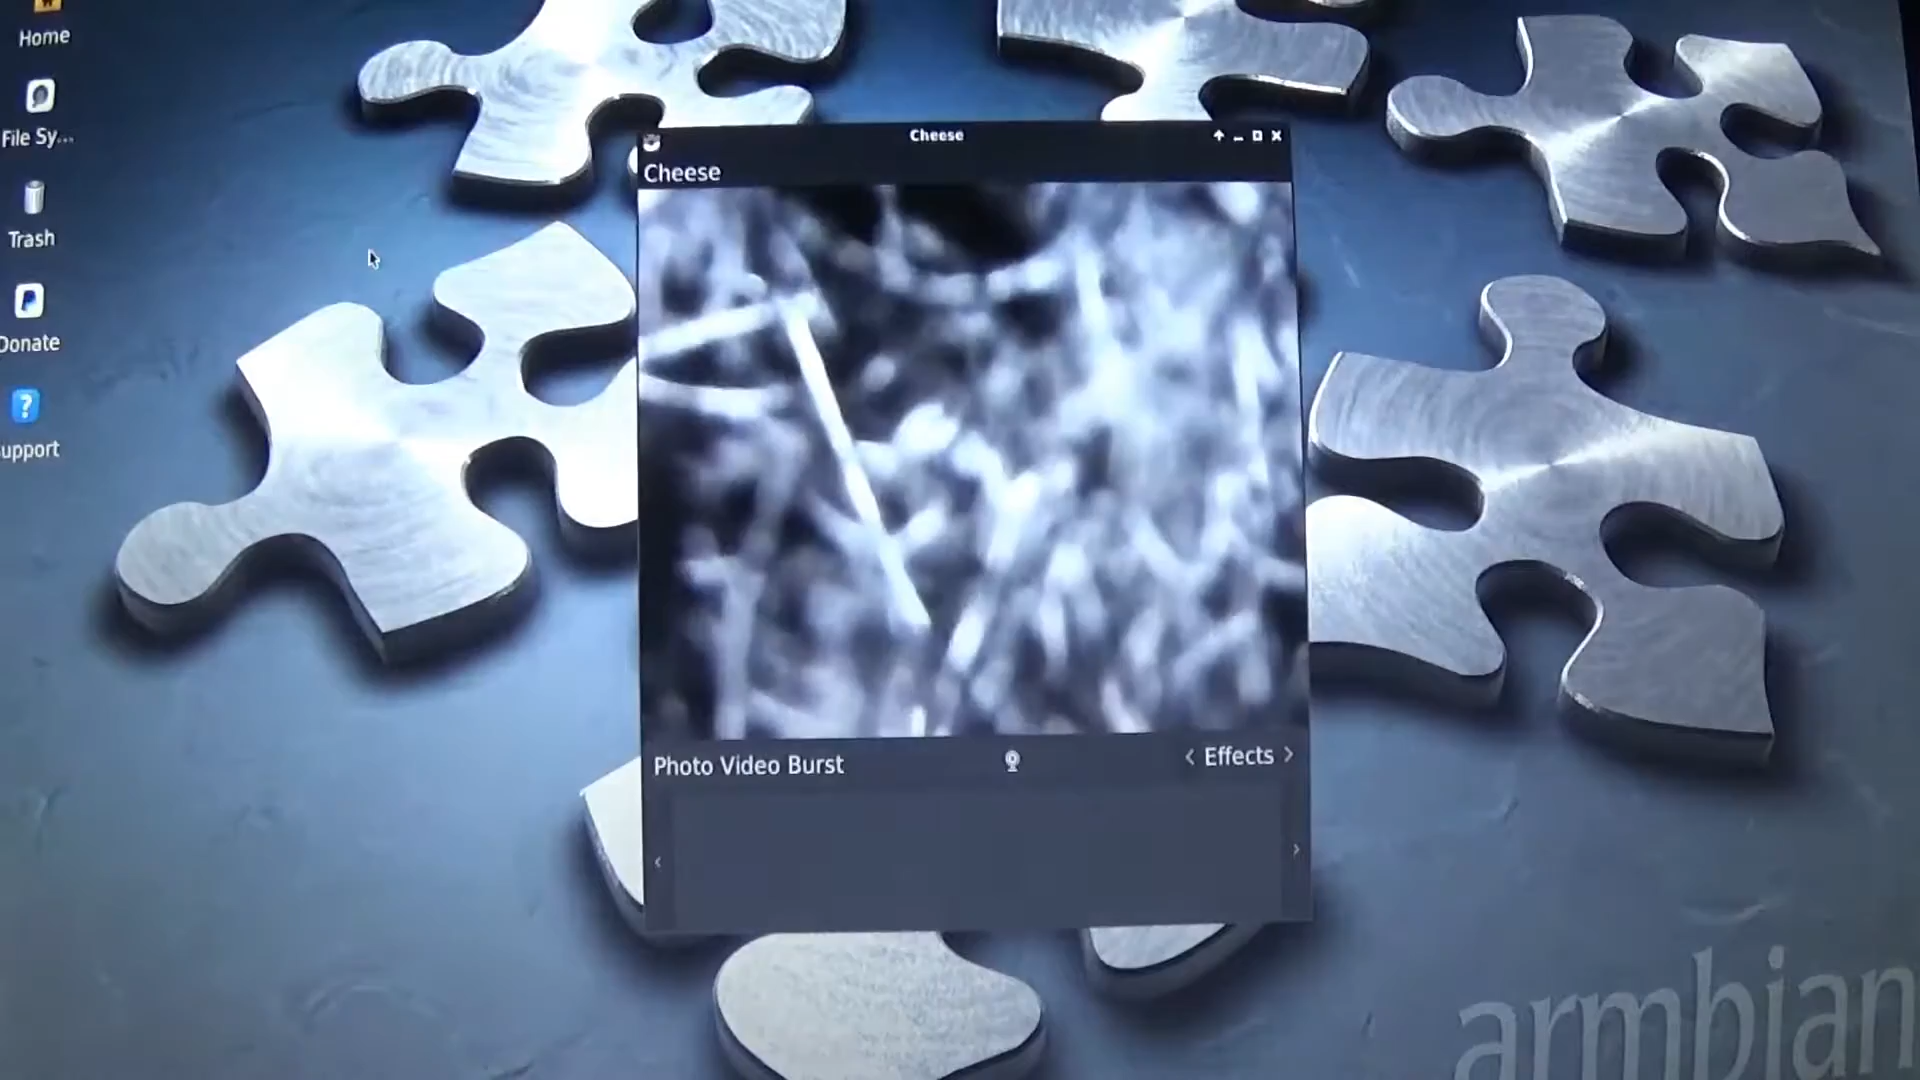 Home
File Sy...
Trash
Donate
upport
Cheese
Cheese
Photo Video Burst
< Effects >
armbian